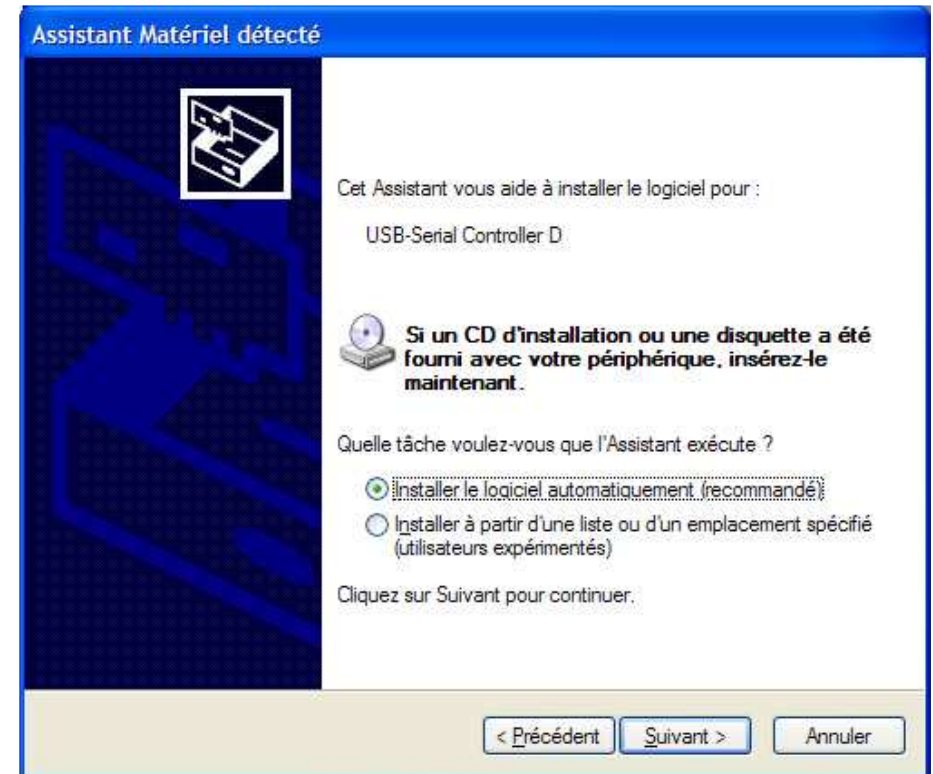 Assistant Matériel détecté
Cet Assistant vous aide à installer le logiciel pour :
USB-Serial Controller D
Si un CD d'installation ou une disquette a été
fourni avec votre périphérique, insérez-le
maintenant.
Quelle tâche voulez-vous que l'Assistant exécute ?
Installer le logiciel automatiquement (recommandé)
Installer à partir d'une liste ou d'un emplacement spécifié
(utilisateurs expérimentés)
Cliquez sur Suivant pour continuer.
< Précédent Suivant > Annuler